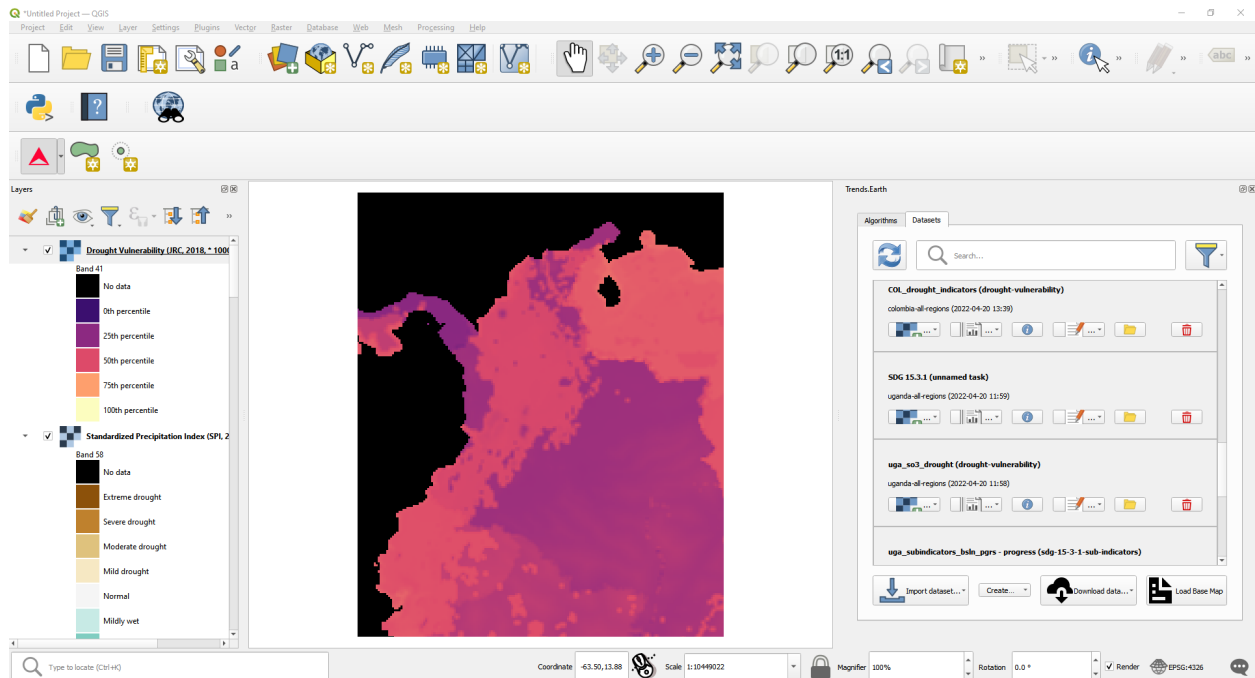 *Untitled Project — QGIS
Project Edit View Layer Settings Plugins Vector Raster Database Web Mesh Processing Help
1:1
a
abc
»
Layers
Trends.Earth
Algorithms Datasets
Search...
Drought Vulnerability (JRC, 2018, * 100
Band 41
No data
0th percentile
25th percentile
50th percentile
75th percentile
100th percentile
Standardized Precipitation Index (SPI, 2
Band 58
No data
Extreme drought
Severe drought
Moderate drought
Mild drought
Normal
Mildly wet
COL_drought_indicators (drought-vulnerability)
colombia-all-regions (2022-04-20 13:39)
SDG 15.3.1 (unnamed task)
uganda-all-regions (2022-04-20 11:59)
uga_so3_drought (drought-vulnerability)
uganda-all-regions (2022-04-20 11:58)
uga_subindicators_bsln_pgrs - progress (sdg-15-3-1-sub-indicators)
Import dataset... Create... Download data... Load Base Map
Type to locate (Ctrl+K) Coordinate -63.50,13.88 Scale 1:10449022 Magnifier 100% Rotation 0.0 ° Render EPSG:4326